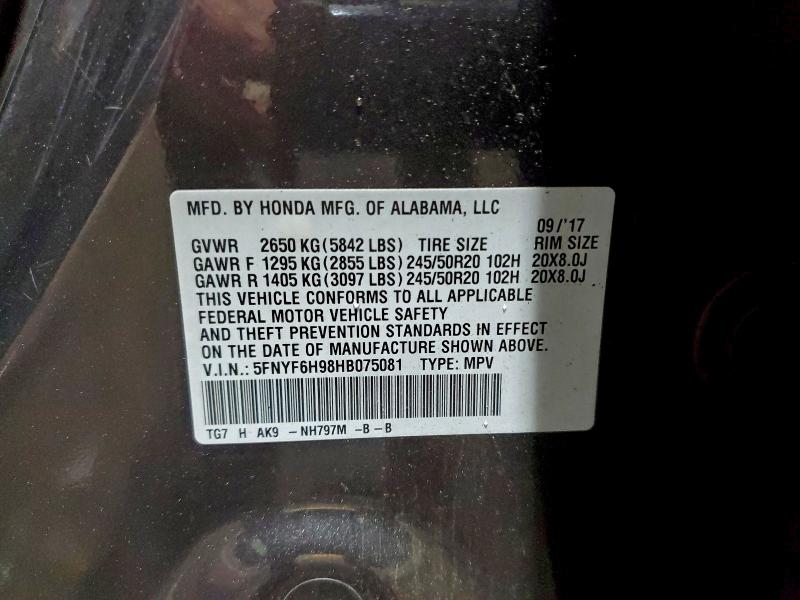 MFD. BY HONDA MFG. OF ALABAMA, LLC
09/'17
GVWR 2650 KG (5842 LBS) TIRE SIZE RIM SIZE
GAWR F 1295 KG (2855 LBS) 245/50R20 102H 20X8.0J
GAWR R 1405 KG (3097 LBS) 245/50R20 102H 20X8.0J
THIS VEHICLE CONFORMS TO ALL APPLICABLE
FEDERAL MOTOR VEHICLE SAFETY
AND THEFT PREVENTION STANDARDS IN EFFECT
ON THE DATE OF MANUFACTURE SHOWN ABOVE.
V.I.N.: 5FNYF6H98HB075081 TYPE: MPV
TG7 H AK9 -NH797M -B-B